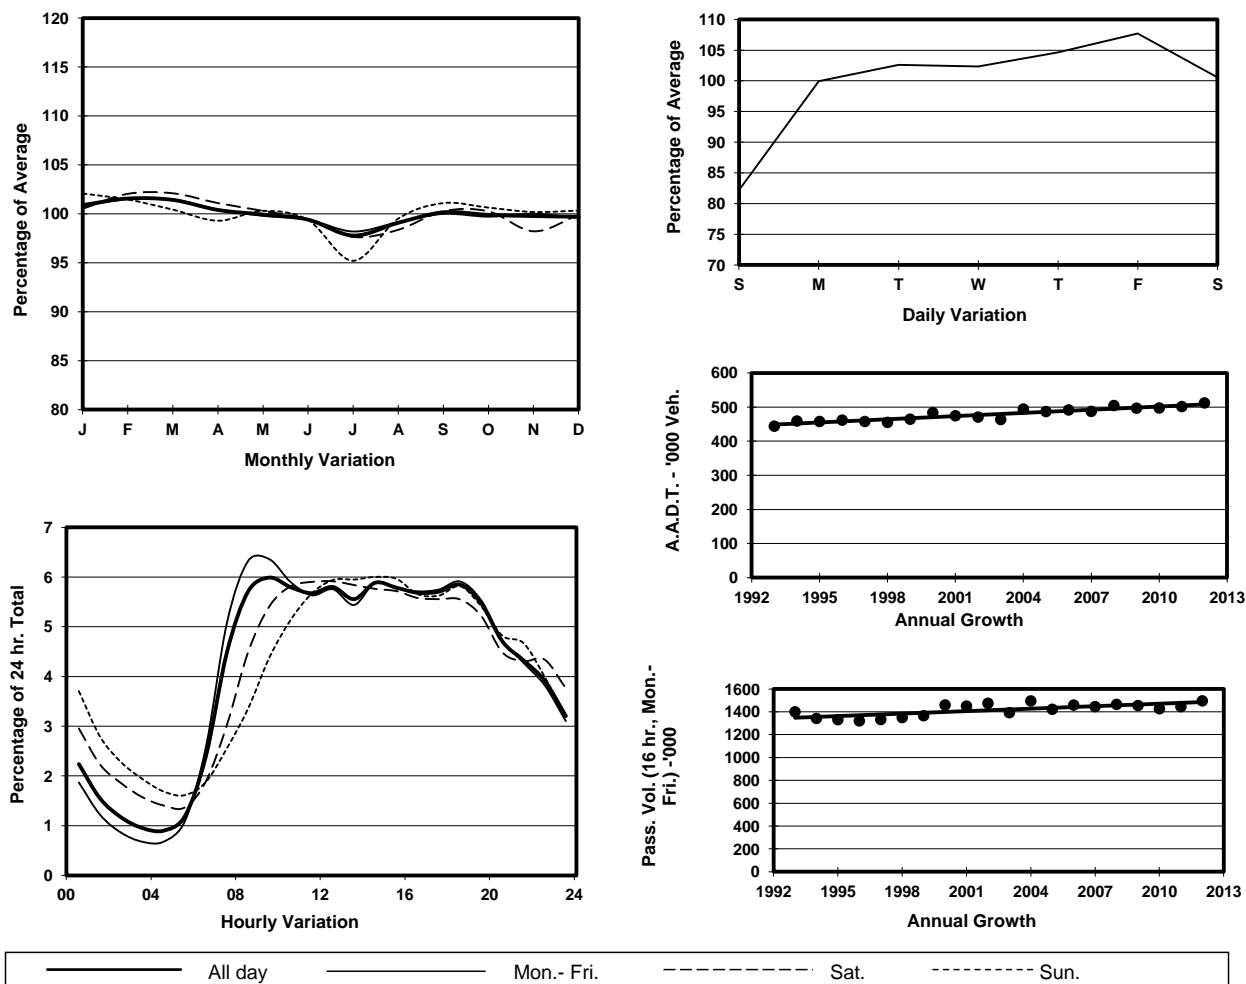 120
115
110
105
100
95
90
85
80
Percentage of Average
J F M A M J J A S O N D
Monthly Variation
110
105
100
95
90
85
80
75
70
Percentage of Average
S M T W T F S
Daily Variation
600
500
400
300
200
100
0
A.A.D.T. - '000 Veh.
1992 1995 1998 2001 2004 2007 2010 2013
Annual Growth
7
6
5
4
3
2
1
0
Percentage of 24 hr. Total
00 04 08 12 16 20 24
Hourly Variation
1600
1400
1200
1000
800
600
400
200
0
Pass. Vol. (16 hr., Mon.-
Fri.) -'000
1992 1995 1998 2001 2004 2007 2010 2013
Annual Growth
All day Mon.- Fri. Sat. Sun.